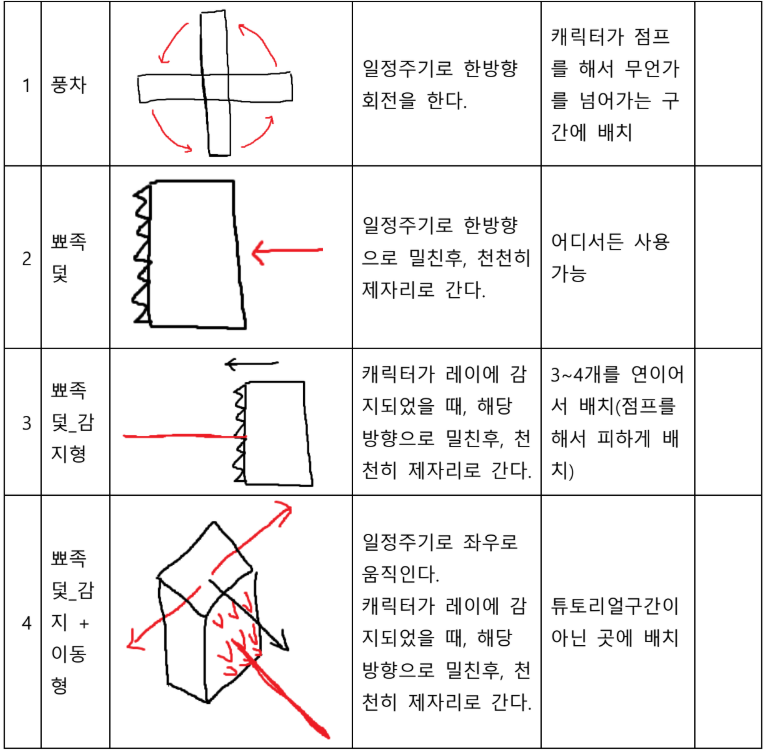 1
풍차
일정주기로 한방향
회전을 한다.
캐릭터가 점프
를 해서 무언가
를 넘어가는 구
간에 배치
2
뾰족
덫
일정주기로 한방향
으로 밀친후, 천천히
제자리로 간다.
어디서든 사용
가능
3
뾰족
덫_감
지형
캐릭터가 레이에 감
지되었을 때, 해당
방향으로 밀친후, 천
천히 제자리로 간다.
3~4개를 연이어
서 배치(점프를
해서 피하게 배
치)
4
뾰족
덫_감
지 +
이동
형
일정주기로 좌우로
움직인다.
캐릭터가 레이에 감
지되었을 때, 해당
방향으로 밀친후, 천
천히 제자리로 간다.
튜토리얼구간이
아닌 곳에 배치